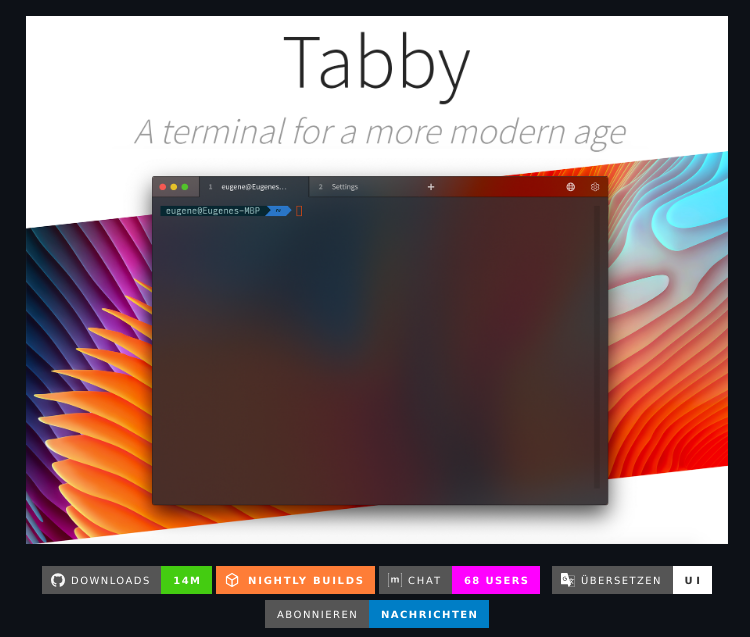 Tabby
A terminal for a more modern age
1 eugene@Eugenes... 2 Settings +
eugene@Eugenes-MBP ~
DOWNLOADS 14M NIGHTLY BUILDS [m] CHAT 68 USERS ÜBERSETZEN UI
ABONNIEREN NACHRICHTEN